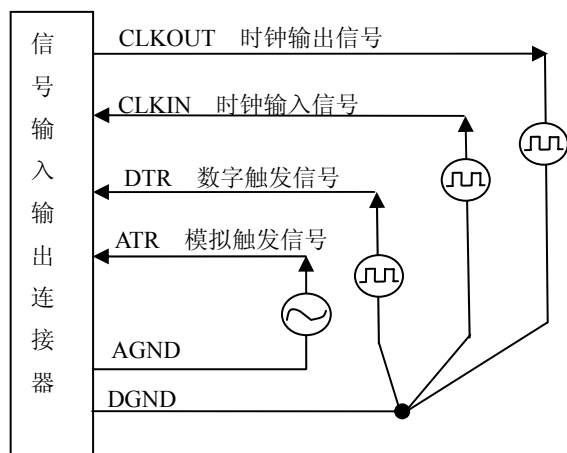 信号输入输出连接器
CLKOUT 时钟输出信号
CLKIN 时钟输入信号
DTR 数字触发信号
ATR 模拟触发信号
AGND
DGND